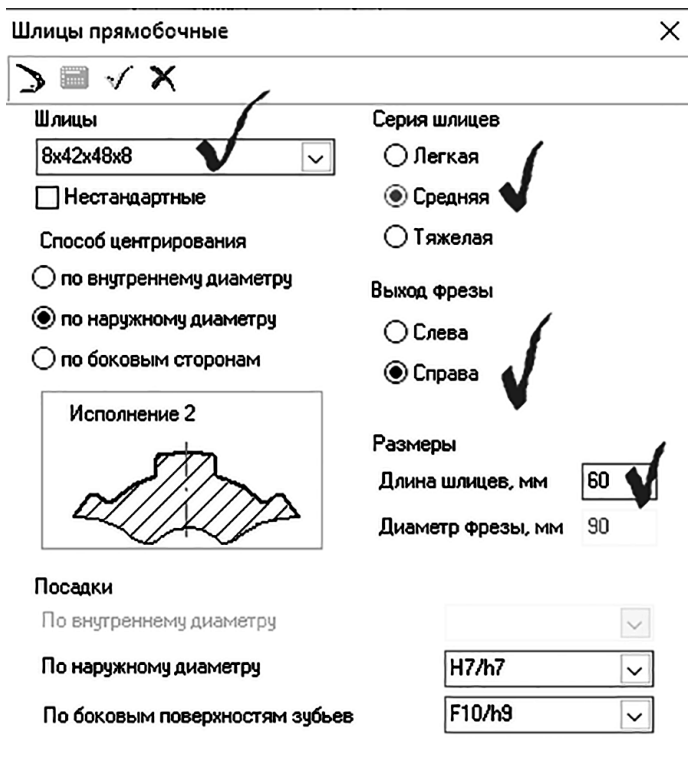 Шлицы прямобочные
Шлицы
8x42x48x8
Нестандартные
Способ центрирования
по внутреннему диаметру
по наружному диаметру
по боковым сторонам
Исполнение 2
Серия шлицев
Легкая
Средняя
Тяжелая
Выход фрезы
Слева
Справа
Размеры
Длина шлицев, мм 60
Диаметр фрезы, мм 90
Посадки
По внутреннему диаметру
По наружному диаметру H7/h7
По боковым поверхностям зубьев F10/h9